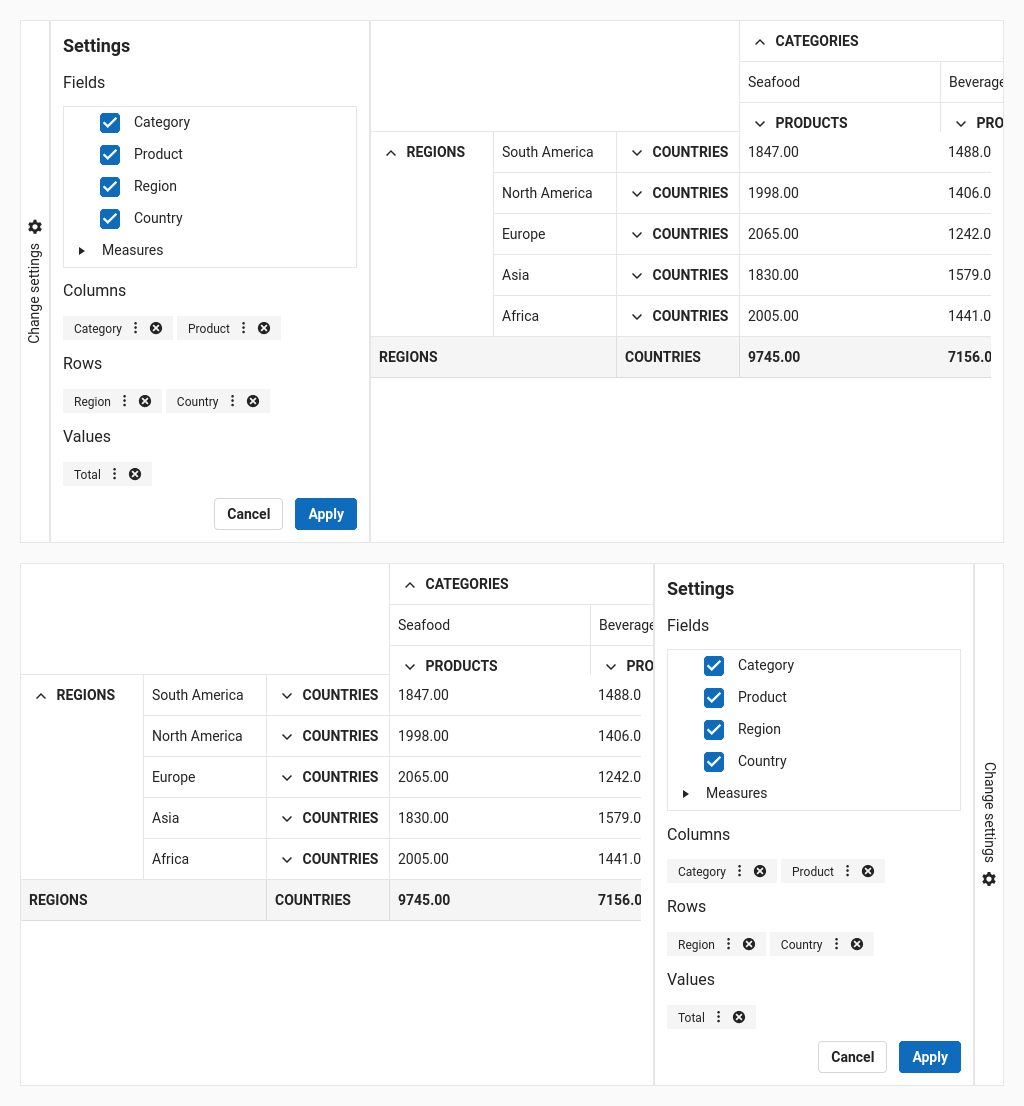 Change settings
Settings
Fields
Category
Product
Region
Country
Measures
Columns
Category Product
Rows
Region Country
Values
Total
Cancel Apply
CATEGORIES
Seafood Beverage
PRODUCTS PRO
REGIONS South America COUNTRIES 1847.00 1488.0
North America COUNTRIES 1998.00 1406.0
Europe COUNTRIES 2065.00 1242.0
Asia COUNTRIES 1830.00 1579.0
Africa COUNTRIES 2005.00 1441.0
REGIONS COUNTRIES 9745.00 7156.0
CATEGORIES
Seafood Beverage
PRODUCTS PRO
REGIONS South America COUNTRIES 1847.00 1488.0
North America COUNTRIES 1998.00 1406.0
Europe COUNTRIES 2065.00 1242.0
Asia COUNTRIES 1830.00 1579.0
Africa COUNTRIES 2005.00 1441.0
REGIONS COUNTRIES 9745.00 7156.0
Settings
Fields
Category
Product
Region
Country
Measures
Columns
Category Product
Rows
Region Country
Values
Total
Cancel Apply
Change settings